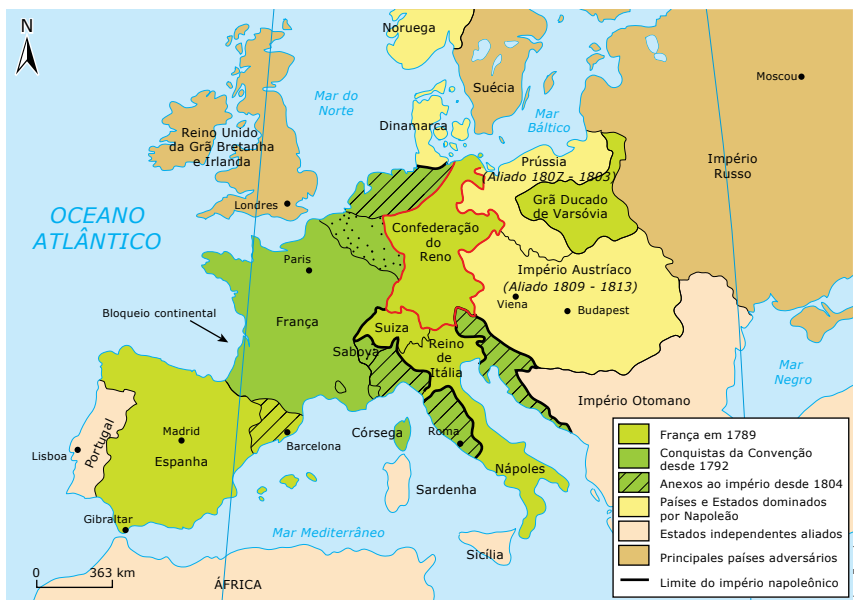 N
Noruega
Suécia
Moscou
Mar do
Norte
Mar
Báltico
Dinamarca
Reino Unido
da Grã Bretanha
e Irlanda
Prússia
(Aliado 1807 - 1803)
Império
Russo
Londres
Grã Ducado
de Varsóvia
OCEANO
ATLÂNTICO
Confederação
do
Reno
Paris
Império Austríaco
(Aliado 1809 - 1813)
Viena
Budapest
Bloqueio continental
França
Suiza
Saboya
Reino
de
Itália
Mar
Negro
Império Otomano
Portugal
Madrid
Espanha
Lisboa
Barcelona
Córsega
Roma
Nápoles
Sardenha
Gibraltar
Mar Mediterrâneo
Sicília
ÁFRICA
0 363 km
França em 1789
Conquistas da Convenção
desde 1792
Anexos ao império desde 1804
Países e Estados dominados
por Napoleão
Estados independentes aliados
Principales países adversários
Limite do império napoleônico